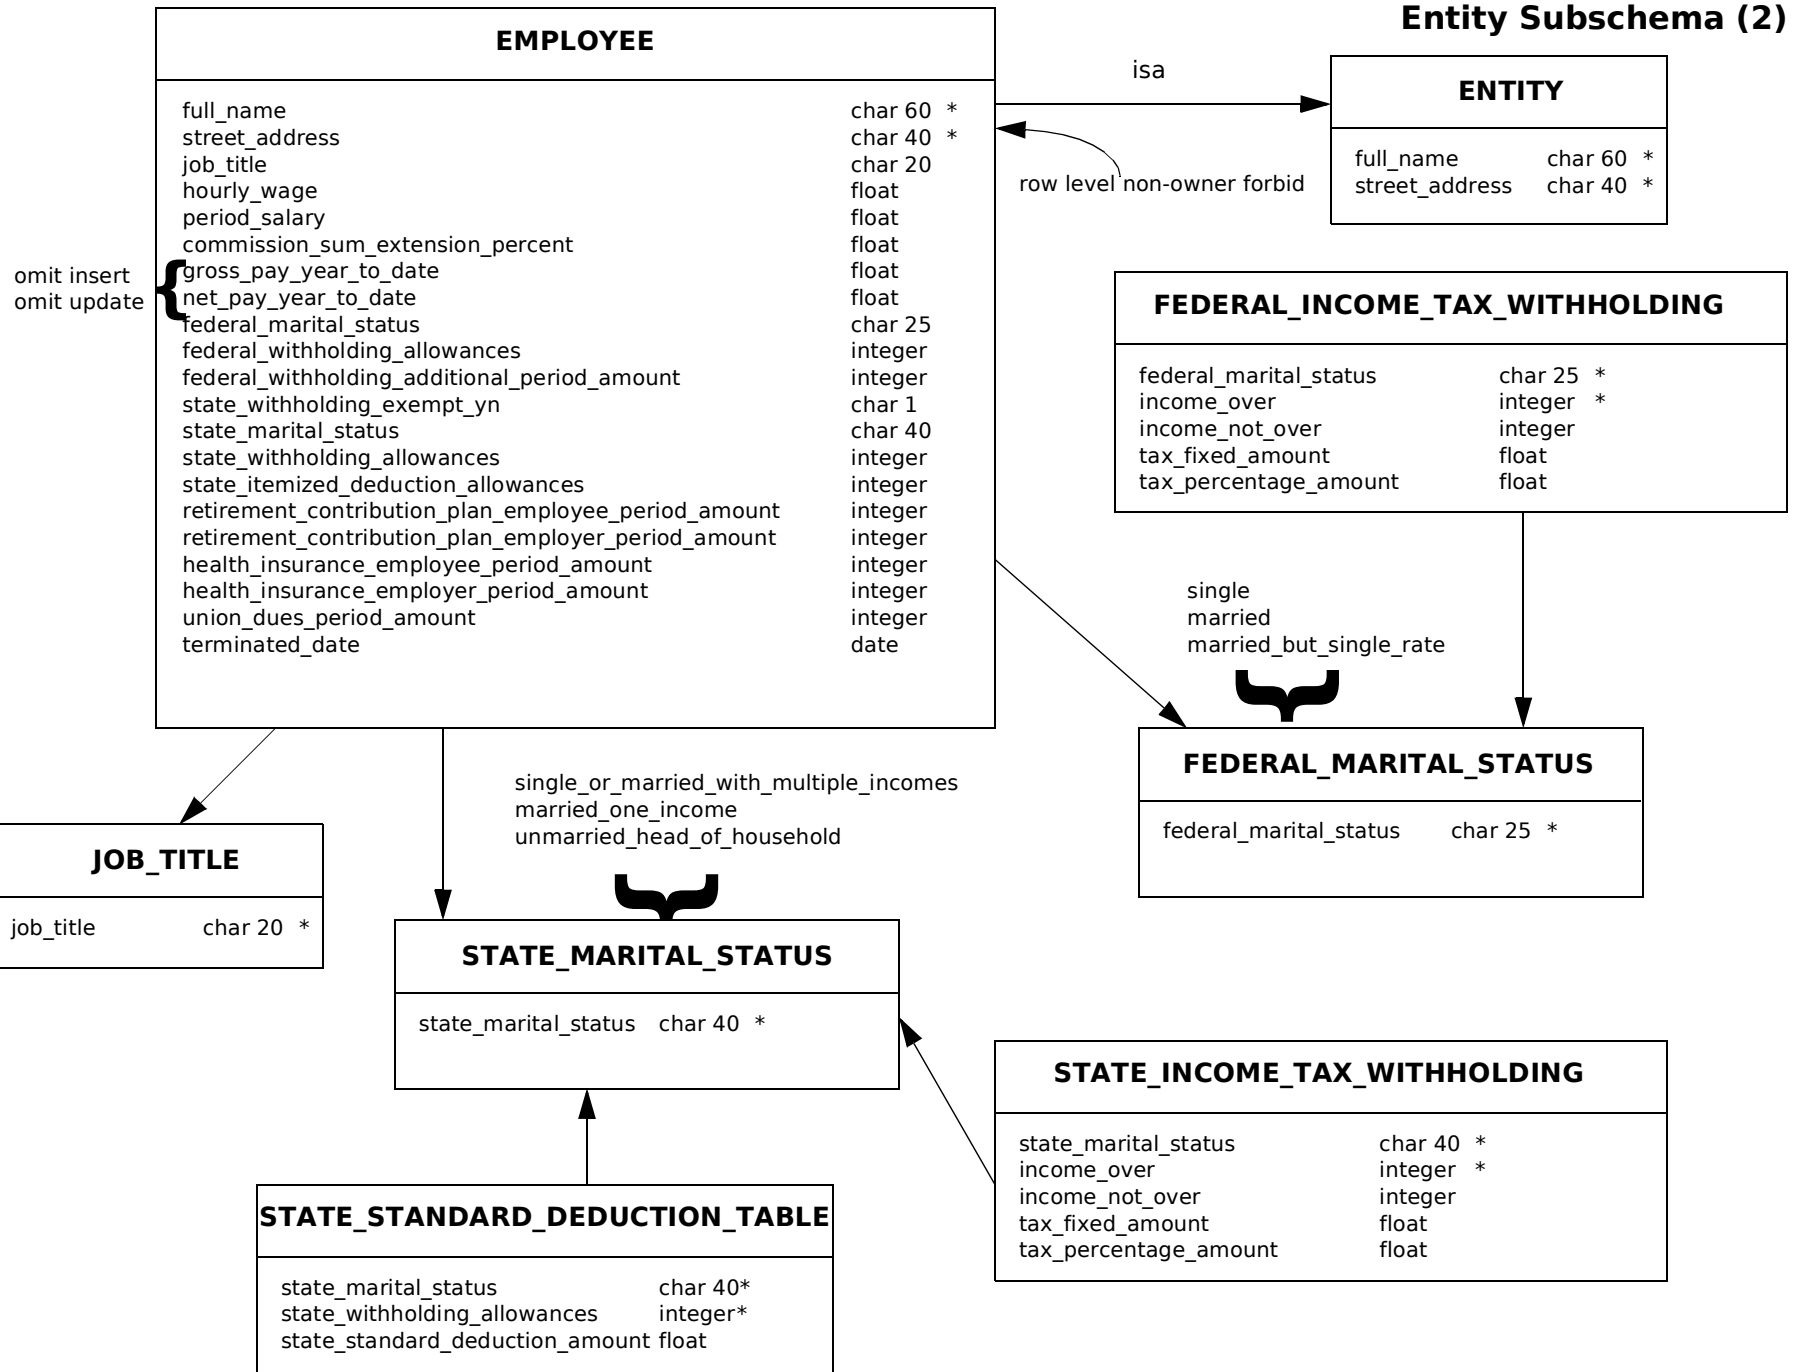 Entity Subschema (2)
EMPLOYEE
full_name char 60 *
street_address char 40 *
job_title char 20
hourly_wage float
period_salary float
commission_sum_extension_percent float
gross_pay_year_to_date float
net_pay_year_to_date float
federal_marital_status char 25
federal_withholding_allowances integer
federal_withholding_additional_period_amount integer
state_withholding_exempt_yn char 1
state_marital_status char 40
state_withholding_allowances integer
state_itemized_deduction_allowances integer
retirement_contribution_plan_employee_period_amount integer
retirement_contribution_plan_employer_period_amount integer
health_insurance_employee_period_amount integer
health_insurance_employer_period_amount integer
union_dues_period_amount integer
terminated_date date
omit insert
omit update
{
isa
row level non-owner forbid
ENTITY
full_name char 60 *
street_address char 40 *
FEDERAL_INCOME_TAX_WITHHOLDING
federal_marital_status char 25 *
income_over integer *
income_not_over integer
tax_fixed_amount float
tax_percentage_amount float
single
married
married_but_single_rate
}
FEDERAL_MARITAL_STATUS
federal_marital_status char 25 *
JOB_TITLE
job_title char 20 *
single_or_married_with_multiple_incomes
married_one_income
unmarried_head_of_household
}
STATE_MARITAL_STATUS
state_marital_status char 40 *
STATE_INCOME_TAX_WITHHOLDING
state_marital_status char 40 *
income_over integer *
income_not_over integer
tax_fixed_amount float
tax_percentage_amount float
STATE_STANDARD_DEDUCTION_TABLE
state_marital_status char 40*
state_withholding_allowances integer*
state_standard_deduction_amount float